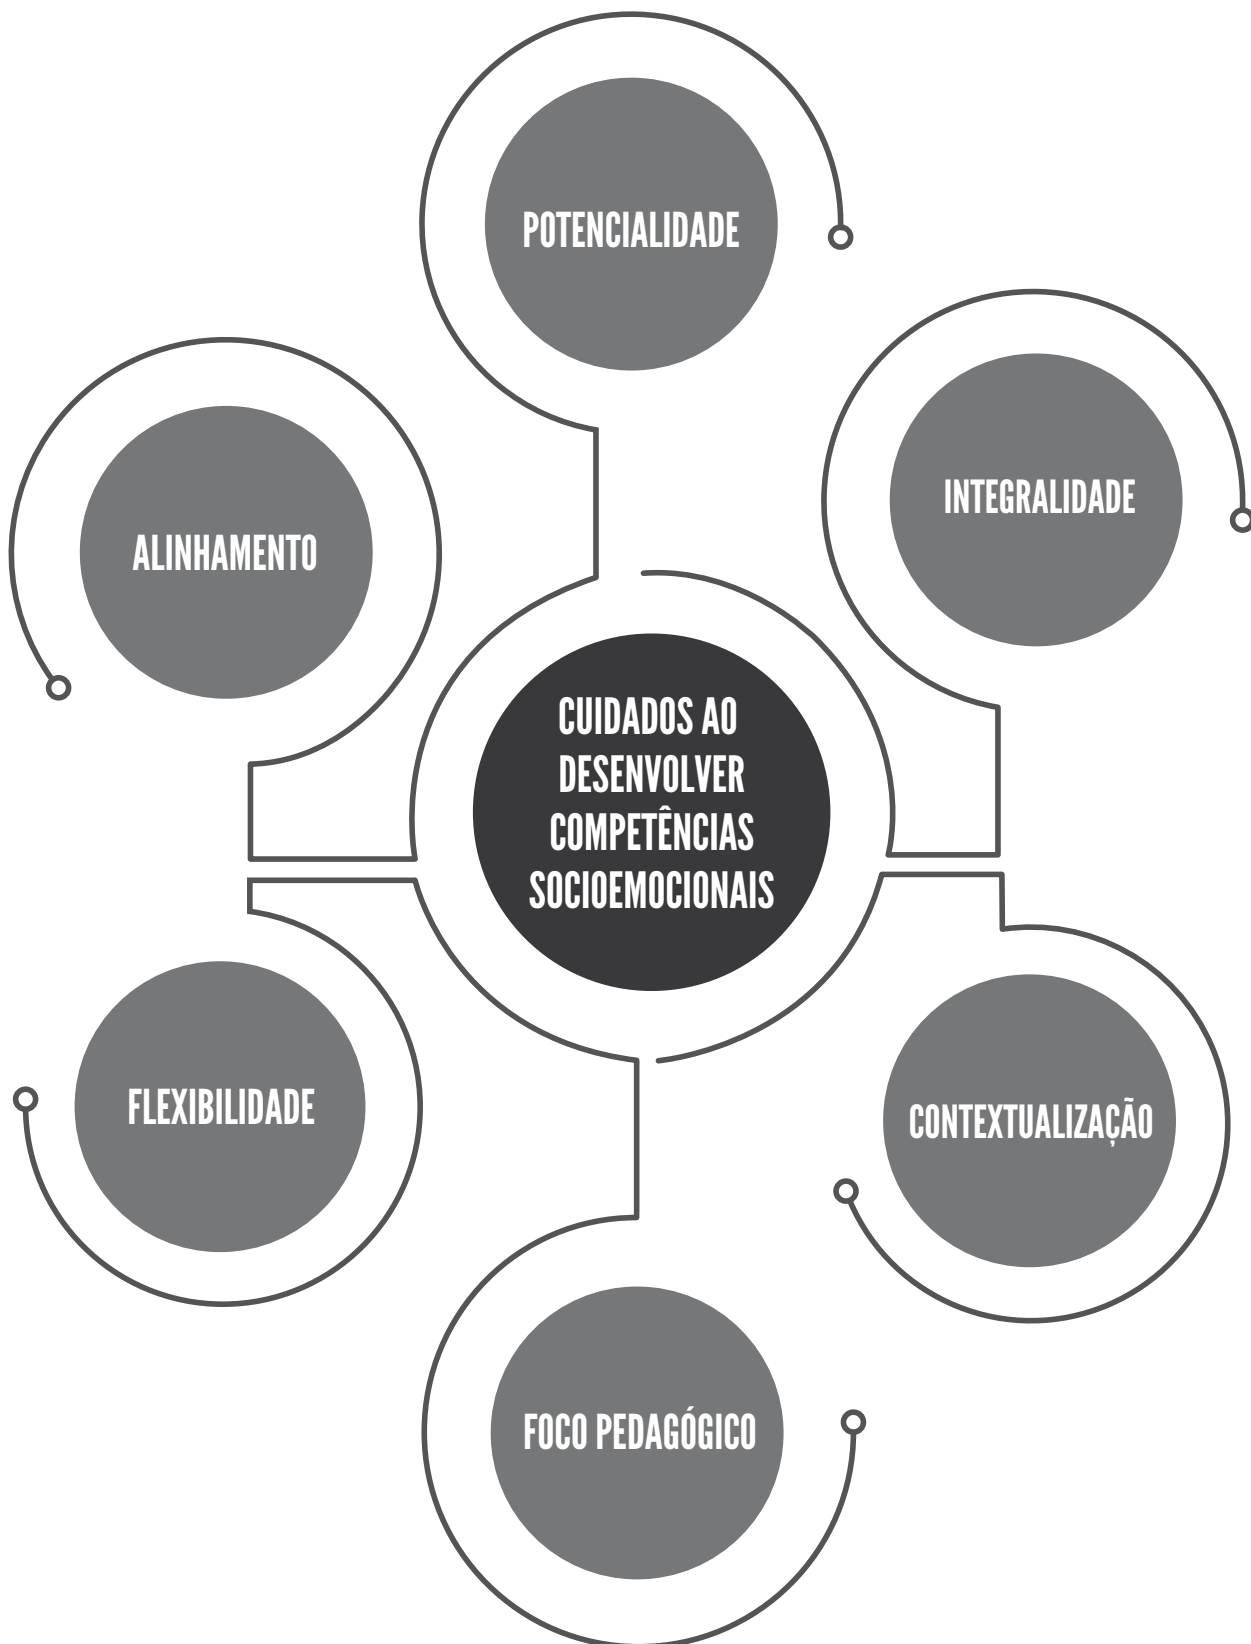 POTENCIALIDADE
INTEGRALIDADE
ALINHAMENTO
CUIDADOS AO
DESENVOLVER
COMPETÊNCIAS
SOCIOEMOCIONAIS
FLEXIBILIDADE
CONTEXTUALIZAÇÃO
FOCO PEDAGÓGICO